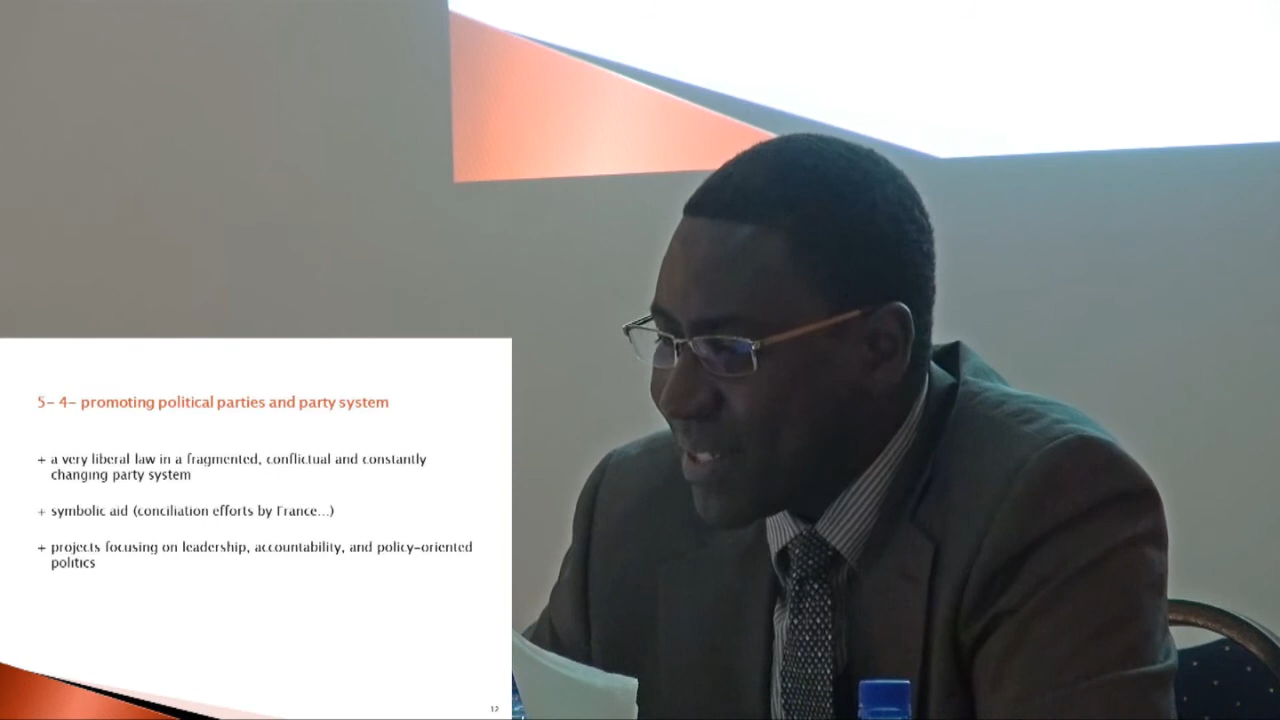 5- 4- promoting political parties and party system
+ a very liberal law in a fragmented, conflictual and constantly
changing party system
+ symbolic aid (conciliation efforts by France...)
+ projects focusing on leadership, accountability, and policy-oriented
politics
12